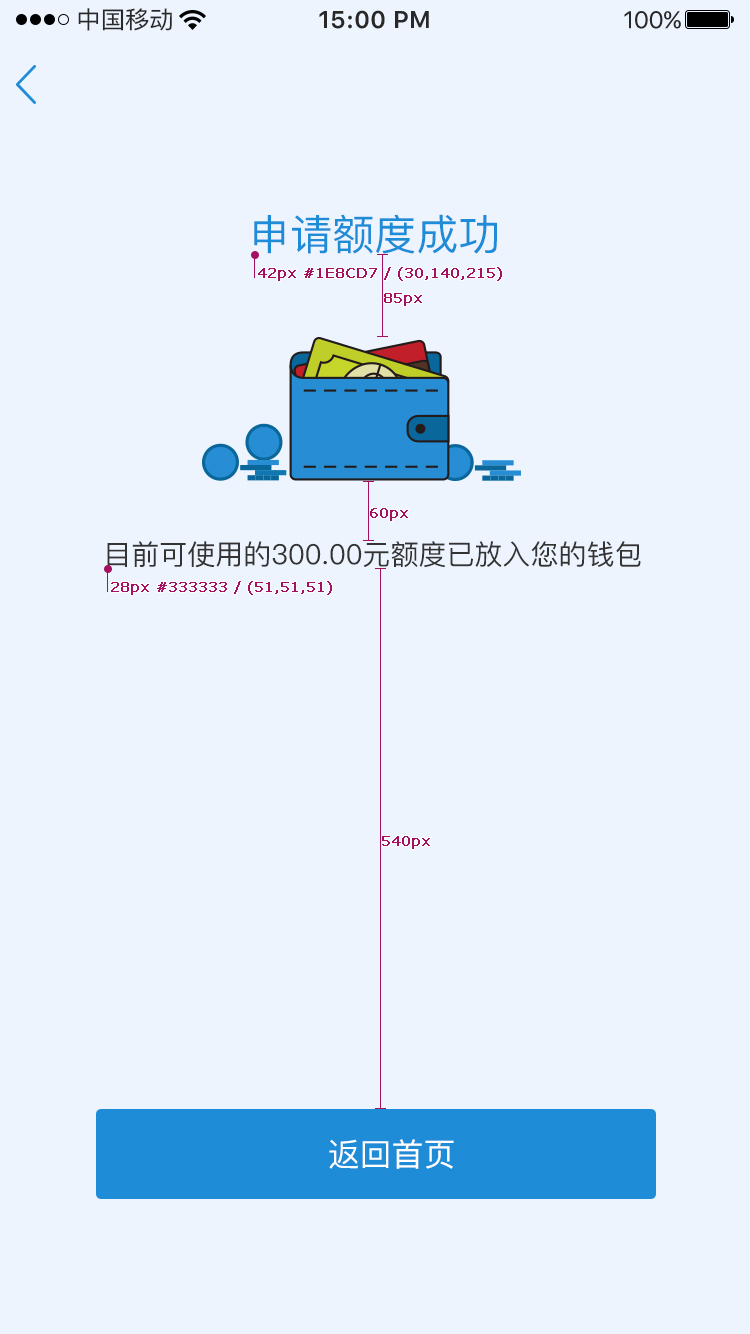 中国移动 15:00 PM 100%
申请额度成功
42px #1E8CD7 / (30,140,215)
85px
60px
目前可使用的300.00元额度已放入您的钱包
28px #333333 / (51,51,51)
540px
返回首页